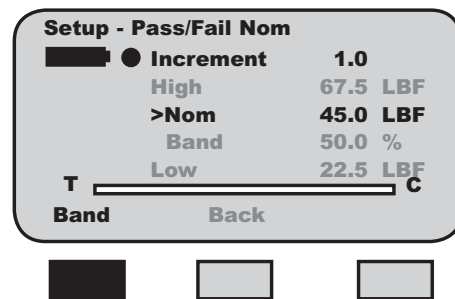 Setup - Pass/Fail Nom
Increment 1.0
High 67.5 LBF
>Nom 45.0 LBF
Band 50.0 %
Low 22.5 LBF
T C
Band Back